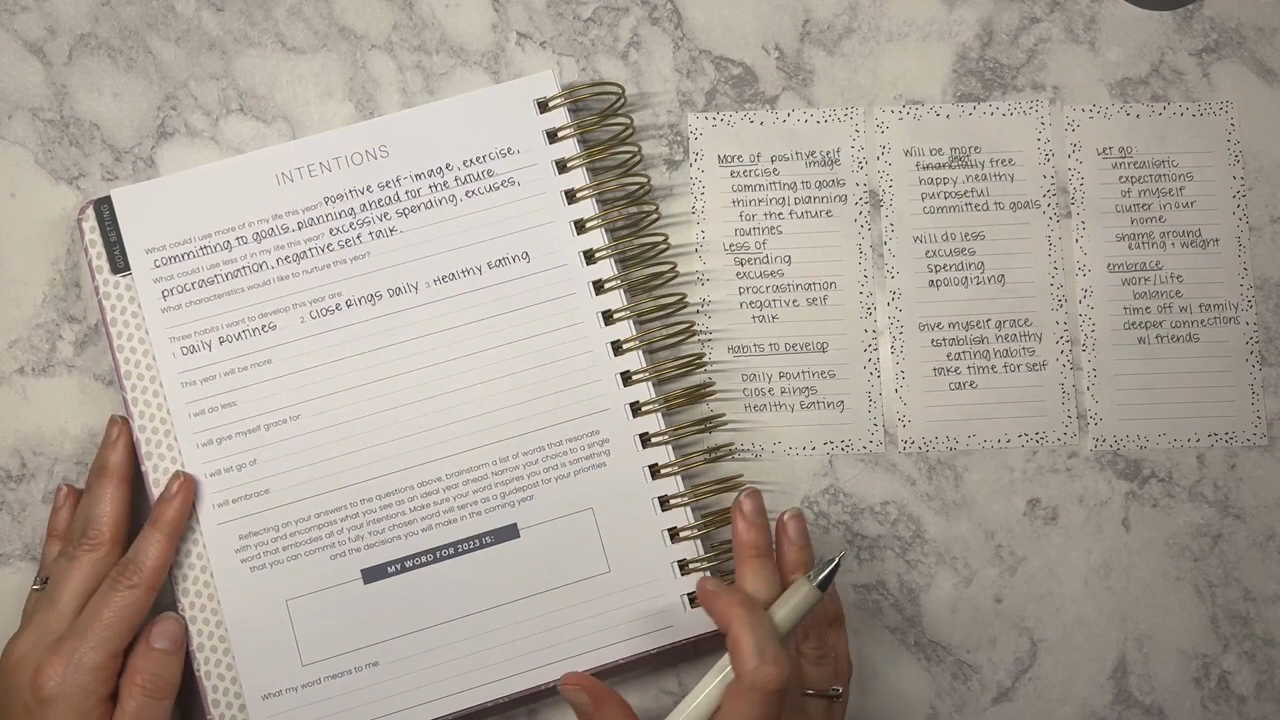 GOAL SETTING
INTENTIONS
What could I use more of in my life this year? positive self-image, exercise,
committing to goals, planning ahead for the future.
What could I use less of in my life this year? excessive spending, excuses,
procrastination, negative self talk.
What characteristics would I like to nurture this year?
Three habits I want to develop this year are:
1. Daily Routines 2. Close Rings Daily 3 Healthy Eating
This year I will be more:
I will do less:
I will give myself grace for:
I will let go of:
I will embrace:
Reflecting on your answers to the questions above, brainstorm a list of words that resonate
with you and encompass what you see as an ideal year ahead. Narrow your choice to a single
word that embodies all of your intentions. Make sure your word inspires you and is something
that you can commit to fully. Your chosen word will serve as a guidepost for your priorities
and the decisions you will make in the coming year.
MY WORD FOR 2023 IS:
What my word means to me:
More of positive self
image
exercise
committing to goals
thinking/planning
for the future
routines
Less of
spending
excuses
procrastination
negative self
talk
Habits to Develop
Daily Routines
Close Rings
Healthy Eating
Will be more
debt
financially free
happy, healthy
purposeful
committed to goals
Will do less
excuses
spending
apologizing
Give myself grace
establish healthy
eating habits
take time for self
care
Let go:
unrealistic
expectations
of myself
clutter in our
home
shame around
eating + weight
embrace
work/life
balance
time off w/ family
deeper connections
w/ friends